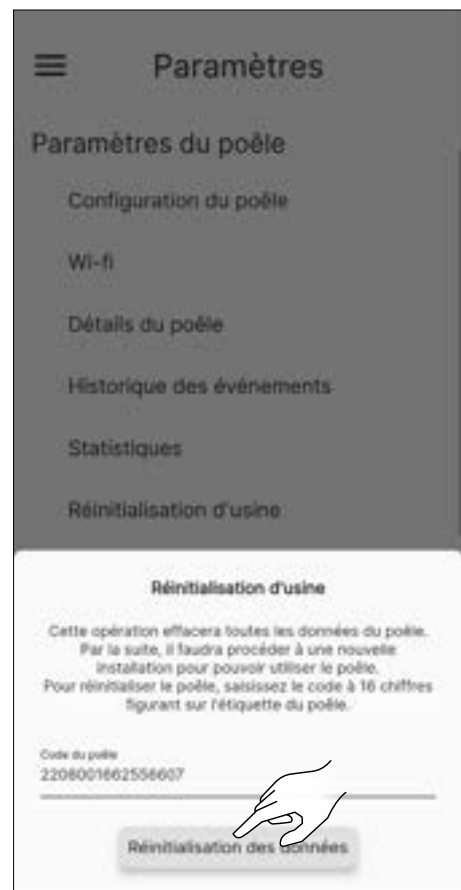 Paramètres
Paramètres du poêle
Configuration du poêle
Wi-fi
Détails du poêle
Historique des événements
Statistiques
Réinitialisation d'usine
Réinitialisation d'usine
Cette opération effacera toutes les données du poêle.
Par la suite, il faudra procéder à une nouvelle
installation pour pouvoir utiliser le poêle.
Pour réinitialiser le poêle, saisissez le code à 16 chiffres
figurant sur l'étiquette du poêle.
Code du poêle
2208001662556607
Réinitialisation des données